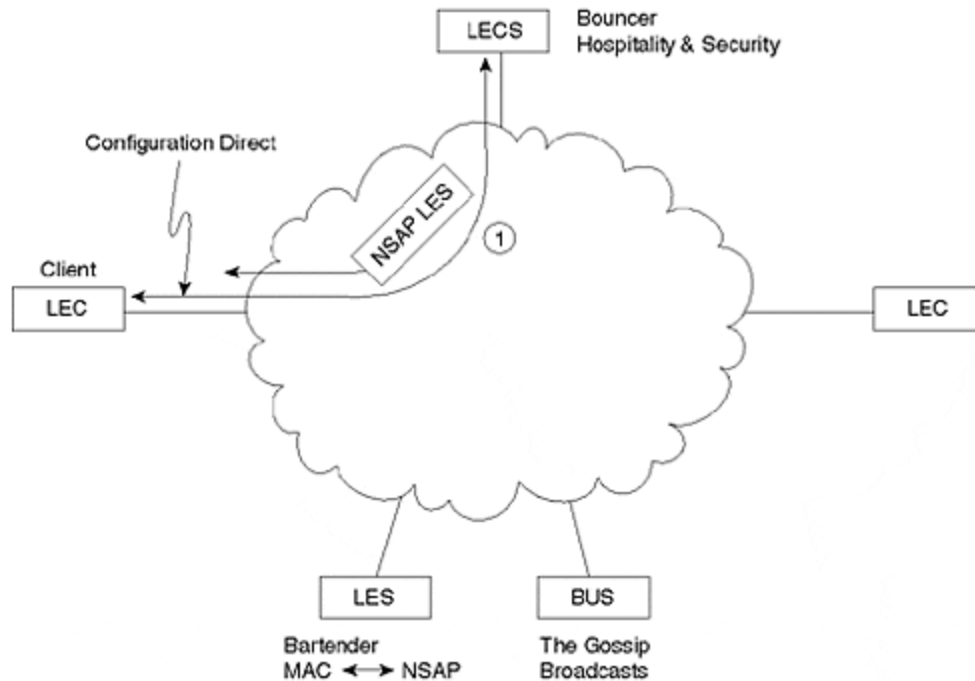 LECS
Bouncer
Hospitality & Security
Configuration Direct
NSAP LES
1
Client
LEC
LEC
LES
BUS
Bartender
MAC NSAP
The Gossip
Broadcasts